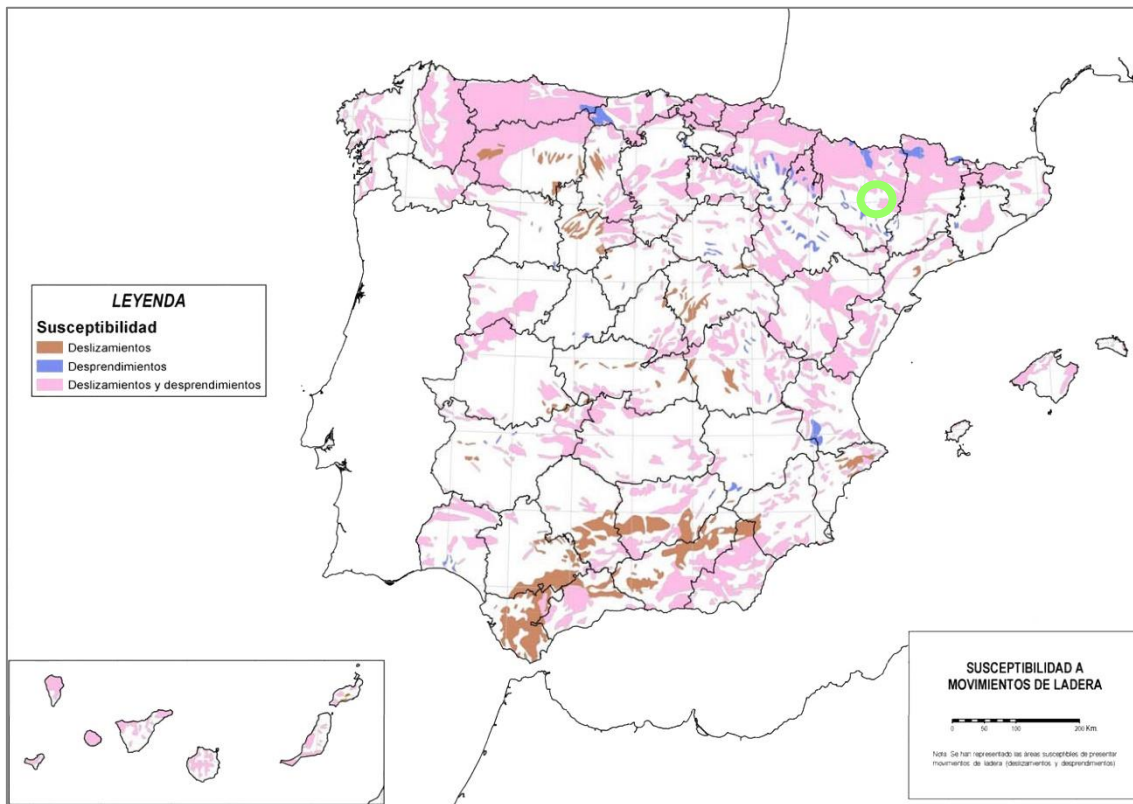 LEYENDA
Susceptibilidad
Deslizamientos
Desprendimientos
Deslizamientos y desprendimientos
SUSCEPTIBILIDAD A
MOVIMIENTOS DE LADERA
0 50 100 200 Km.
Nota: Se han representado las áreas susceptibles de presentar
movimientos de ladera (deslizamientos y desprendimientos)